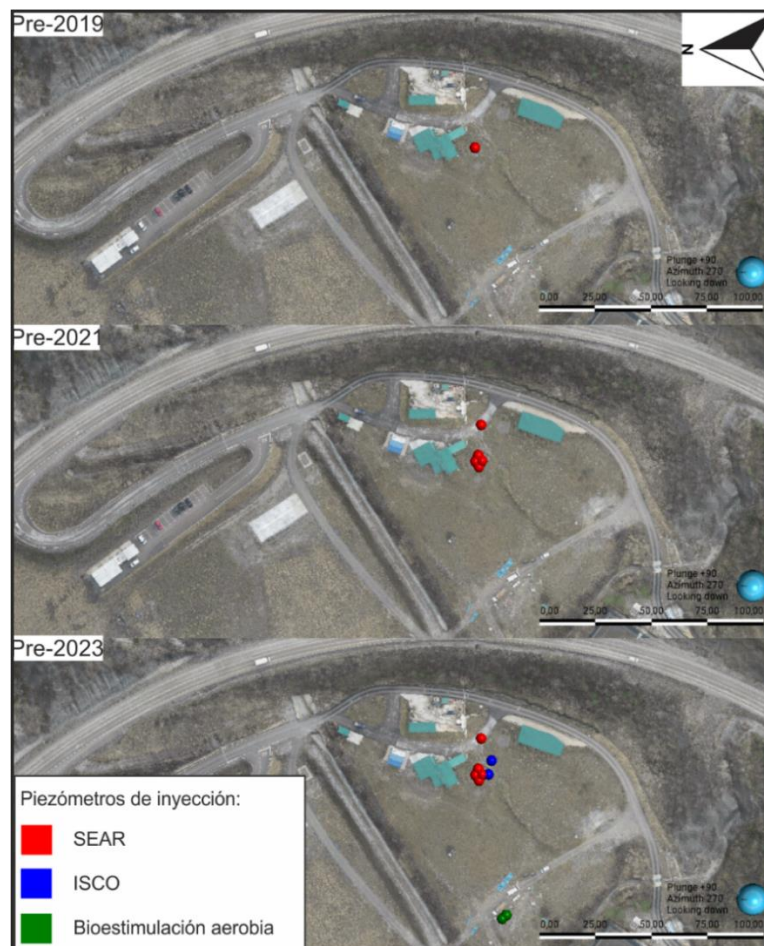 Pre-2019
N
Plunge +90
Azimuth 270
Looking down
0,00 25,00 50,00 75,00 100,00
Pre-2021
Plunge +90
Azimuth 270
Looking down
0,00 25,00 50,00 75,00 100,00
Pre-2023
Plunge +90
Azimuth 270
Looking down
0,00 25,00 50,00 75,00 100,00
Piezómetros de inyección:
SEAR
ISCO
Bioestimulación aerobia